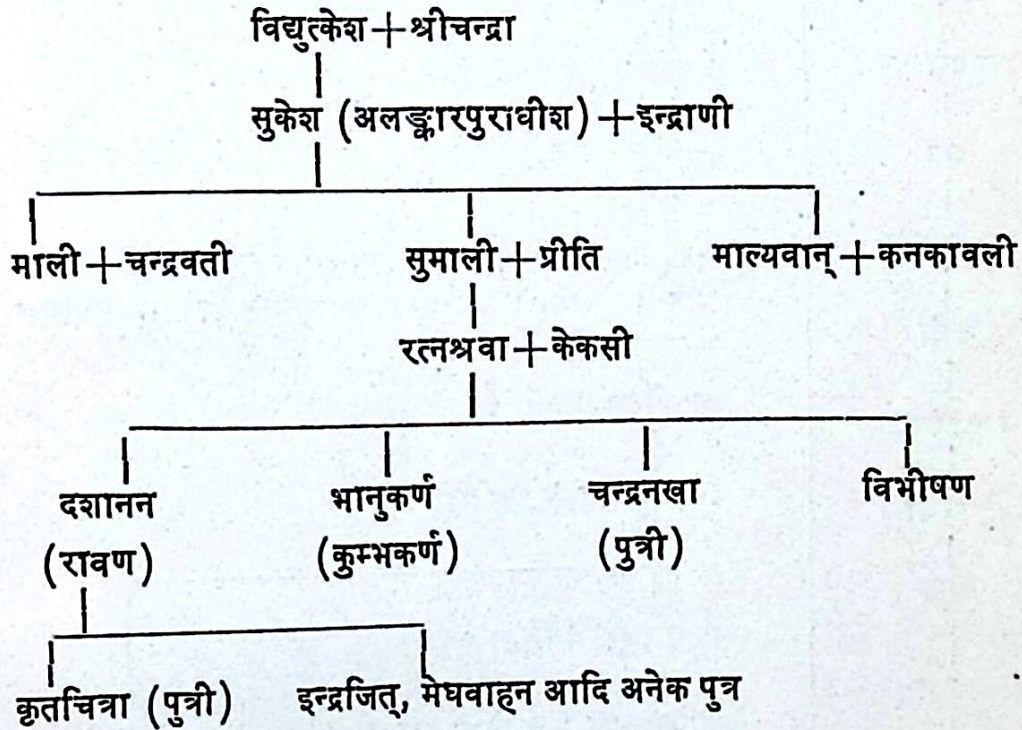 विद्युत्केश+श्रीचन्द्रा
सुकेश (अलङ्कारपुराधीश)+इन्द्राणी
माली+चन्द्रवती सुमाली+प्रीति माल्यवान्+कनकावली
रत्नश्रवा+केकसी
दशानन भानुकर्ण चन्द्रनखा विभीषण
(रावण) (कुम्भकर्ण) (पुत्री)
कृतचित्रा (पुत्री) इन्द्रजित्, मेघवाहन आदि अनेक पुत्र